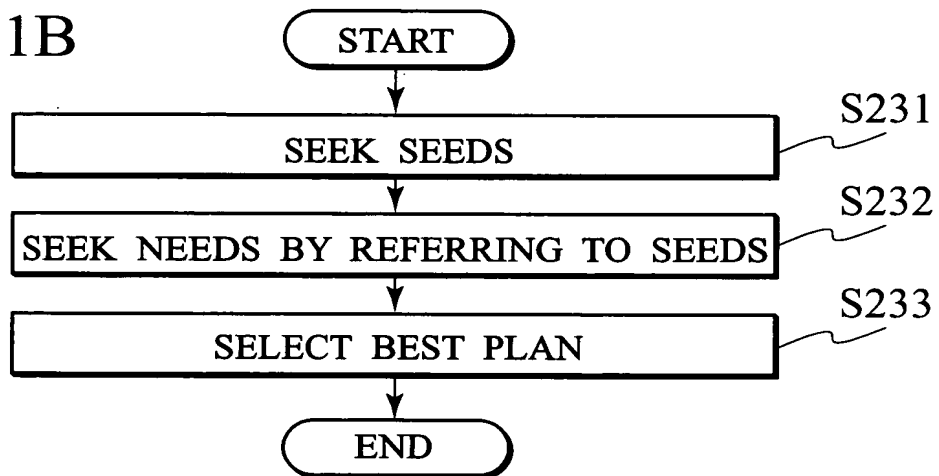 1B
START
S231
SEEK SEEDS
S232
SEEK NEEDS BY REFERRING TO SEEDS
S233
SELECT BEST PLAN
END